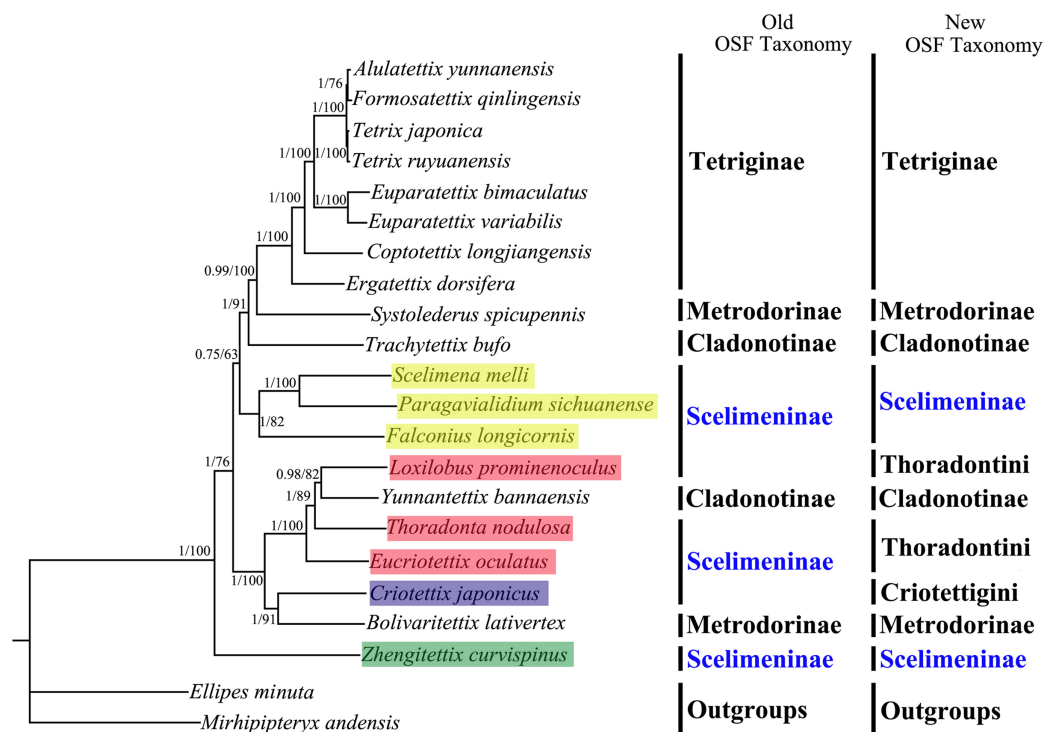 Old
OSF Taxonomy
New
OSF Taxonomy
Alulatettix yunnanensis
1/76
Formosatettix qinlingensis
1/100
Tetrix japonica
1/100
1/100
Tetrix ruyuanensis
Tetriginae
Tetriginae
Euparatettix bimaculatus
1/100
1/100
Euparatettix variabilis
1/100
Coptotettix longjiangensis
0.99/100
Ergatettix dorsifera
1/91
Systolederus spicupennis
Metrodorinae
Metrodorinae
Trachytettix bufo
Cladonotinae
Cladonotinae
0.75/63
Scelimena melli
1/100
Paragavialidium sichuanense
Scelimeninae
Scelimeninae
1/82
Falconius longicornis
1/76
Loxilobus prominenoculus
Thoradontini
0.98/82
1/89
Yunnantettix bannaensis
Cladonotinae
Cladonotinae
1/100
Thoradonta nodulosa
1/100
Thoradontini
Eucriotettix oculatus
Scelimeninae
1/100
Criotettix japonicus
Criotettigini
1/91
Bolivaritettix lativertex
Metrodorinae
Metrodorinae
Zhengitettix curvispinus
Scelimeninae
Scelimeninae
Ellipes minuta
Outgroups
Outgroups
Mirhipipteryx andensis